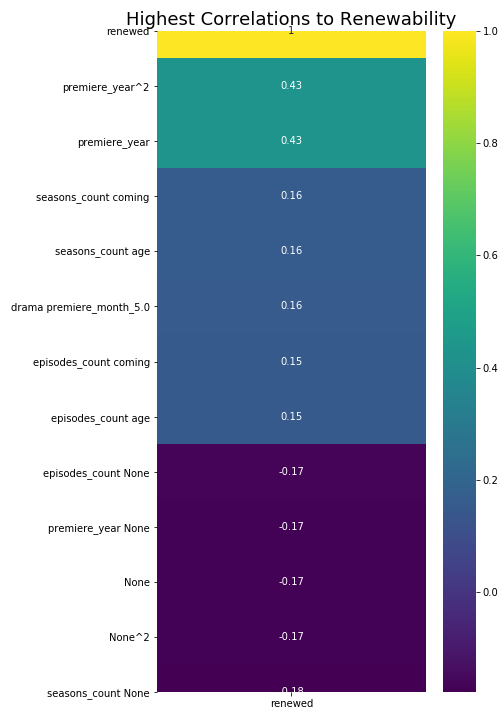 Highest Correlations to Renewability
renewed 1 1.0
premiere_year^2 0.43
0.8
premiere_year 0.43
seasons_count coming 0.16
0.6
seasons_count age 0.16
drama premiere_month_5.0 0.16
episodes_count coming 0.15
0.4
episodes_count age 0.15
episodes_count None -0.17
0.2
premiere_year None -0.17
None -0.17
0.0
None^2 -0.17
seasons_count None -0.18
renewed